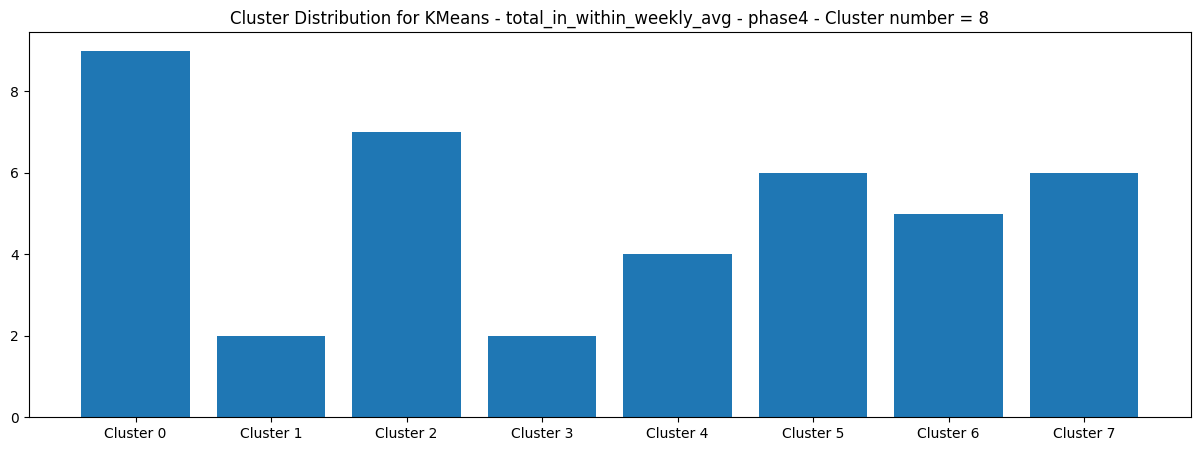 Cluster Distribution for KMeans - total_in_within_weekly_avg - phase4 - Cluster number = 8
8
6
4
2
0
Cluster 0 Cluster 1 Cluster 2 Cluster 3 Cluster 4 Cluster 5 Cluster 6 Cluster 7